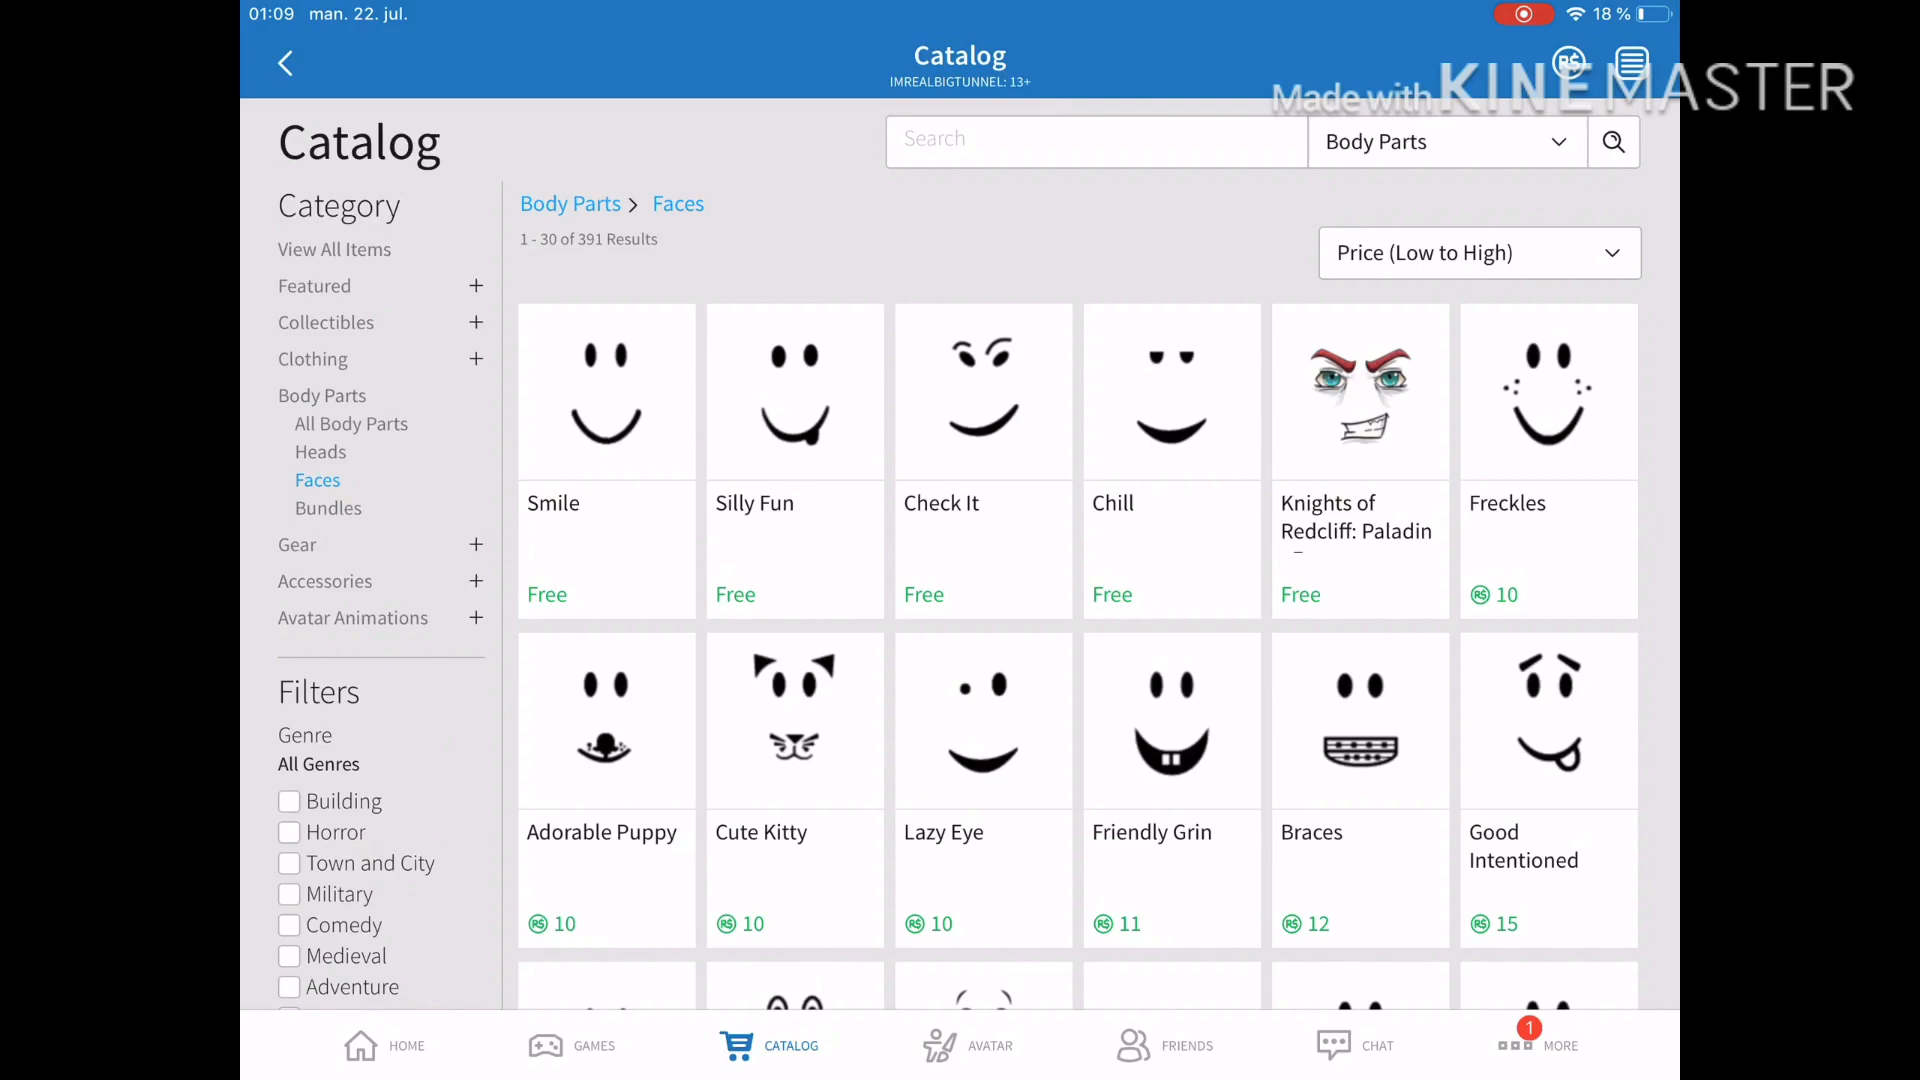 01:09 man. 22. jul.
18 %
Catalog
IMREALBIGTUNNEL: 13+
Made with KINEMASTER
Catalog
Search
Body Parts
Category
View All Items
Featured
Collectibles
Clothing
Body Parts
All Body Parts
Heads
Faces
Bundles
Gear
Accessories
Avatar Animations
Filters
Genre
All Genres
Building
Horror
Town and City
Military
Comedy
Medieval
Adventure
Body Parts > Faces
1 - 30 of 391 Results
Price (Low to High)
Smile
Free
Silly Fun
Free
Check It
Free
Chill
Free
Knights of
Redcliff: Paladin
Free
Freckles
R$ 10
Adorable Puppy
R$ 10
Cute Kitty
R$ 10
Lazy Eye
R$ 10
Friendly Grin
R$ 11
Braces
R$ 12
Good
Intentioned
R$ 15
HOME
GAMES
CATALOG
AVATAR
FRIENDS
CHAT
1
MORE